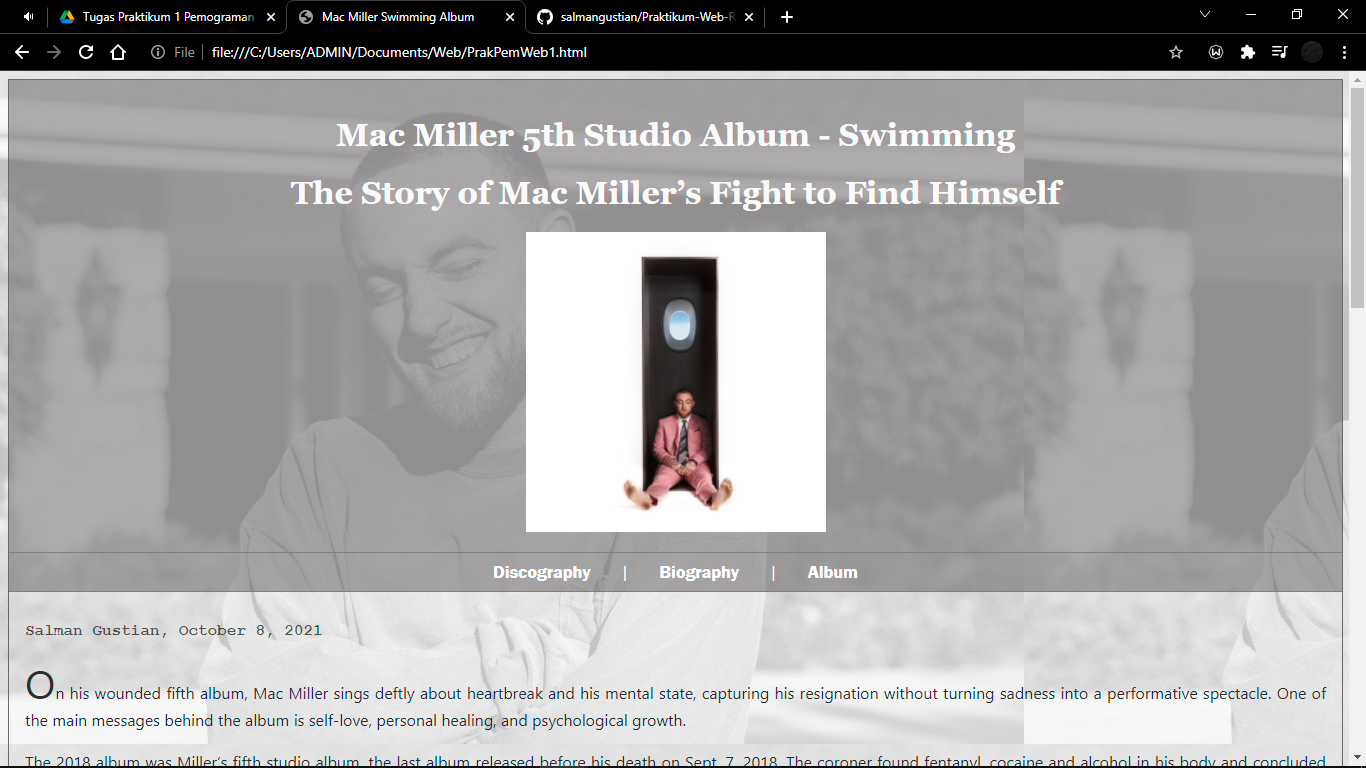 Tugas Praktikum 1 Pemograman
Mac Miller Swimming Album
salmangustian/Praktikum-Web-R
File
file:///C:/Users/ADMIN/Documents/Web/PrakPemWeb1.html
Mac Miller 5th Studio Album - Swimming
The Story of Mac Miller’s Fight to Find Himself
Discography | Biography | Album
Salman Gustian, October 8, 2021
On his wounded fifth album, Mac Miller sings deftly about heartbreak and his mental state, capturing his resignation without turning sadness into a performative spectacle. One of
the main messages behind the album is self-love, personal healing, and psychological growth.
The 2018 album was Miller’s fifth studio album, the last album released before his death on Sept. 7, 2018. The coroner found fentanyl, cocaine and alcohol in his body and concluded